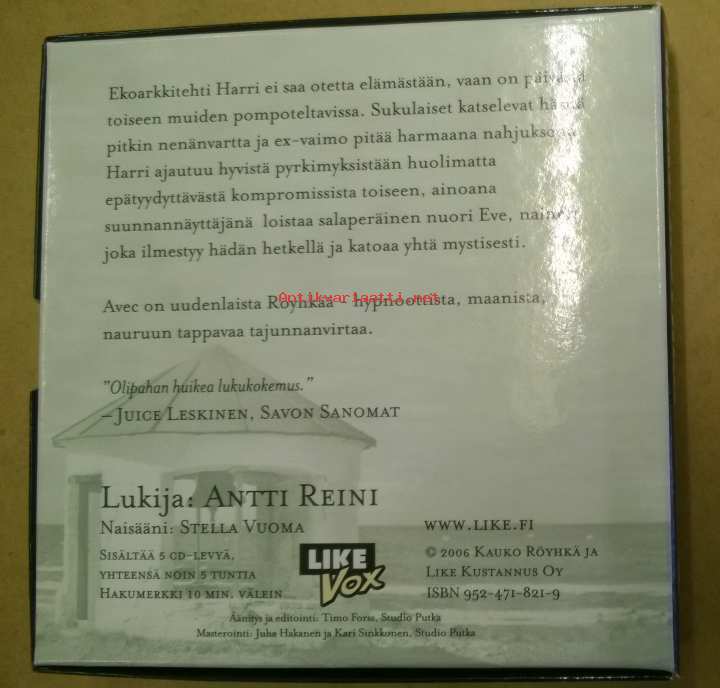 Ekoarkkitehti Harri ei saa otetta elämästään, vaan on päivästä
toiseen muiden pompoteltavissa. Sukulaiset katselevat häntä
pitkin nenänvartta ja ex-vaimo pitää harmaana nahjuksena.
Harri ajautuu hyvistä pyrkimyksistään huolimatta
epätyydyttävästä kompromissista toiseen, ainoana
suunnannäyttäjänä loistaa salaperäinen nuori Eve, nainen,
joka ilmestyy hädän hetkellä ja katoaa yhtä mystisesti.
Avec on uudenlaista Röyhkää - hypnoottista, maanista,
Antikvariaatti.net
nauruun tappavaa tajunnanvirtaa.
"Olipahan huikea lukukokemus."
– JUICE LESKINEN, SAVON SANOMAT
Lukija: ANTTI REINI
Naisääni: STELLA VUOMA
SISÄLTÄÄ 5 CD-LEVYÄ,
YHTEENSÄ NOIN 5 TUNTIA
HAKUMERKKI 10 MIN. VÄLEIN
LIKE
VOX
WWW.LIKE.FI
© 2006 KAUKO RÖYHKÄ JA
LIKE KUSTANNUS OY
ISBN 952-471-821-9
Äänitys ja editointi: Timo Forss, Studio Putka
Masterointi: Juha Hakanen ja Kari Sinkkonen, Studio Putka